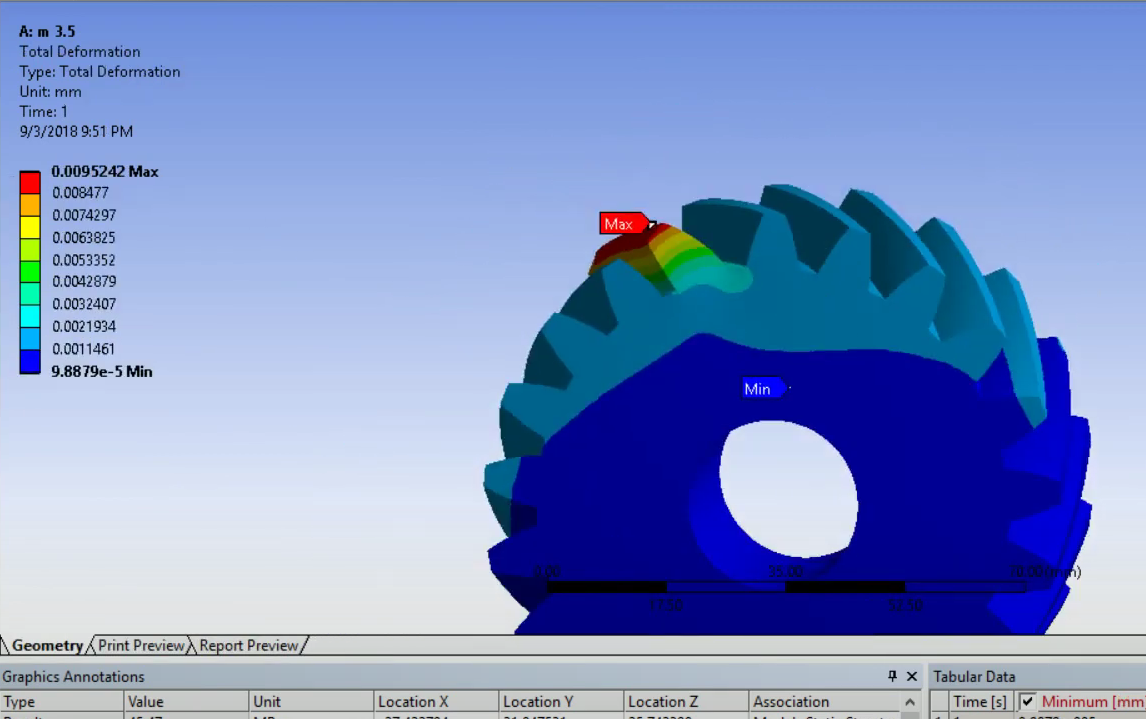 A: m 3.5
Total Deformation
Type: Total Deformation
Unit: mm
Time: 1
9/3/2018 9:51 PM
0.0095242 Max
0.008477
0.0074297
0.0063825
0.0053352
0.0042879
0.0032407
0.0021934
0.0011461
9.8879e-5 Min
Max
Min
0.00 35.00 (mm)
17.50 52.50
Geometry Print Preview Report Preview
Graphics Annotations
Tabular Data
Type Value Unit Location X Location Y Location Z Association
Time [s] Minimum [mm]